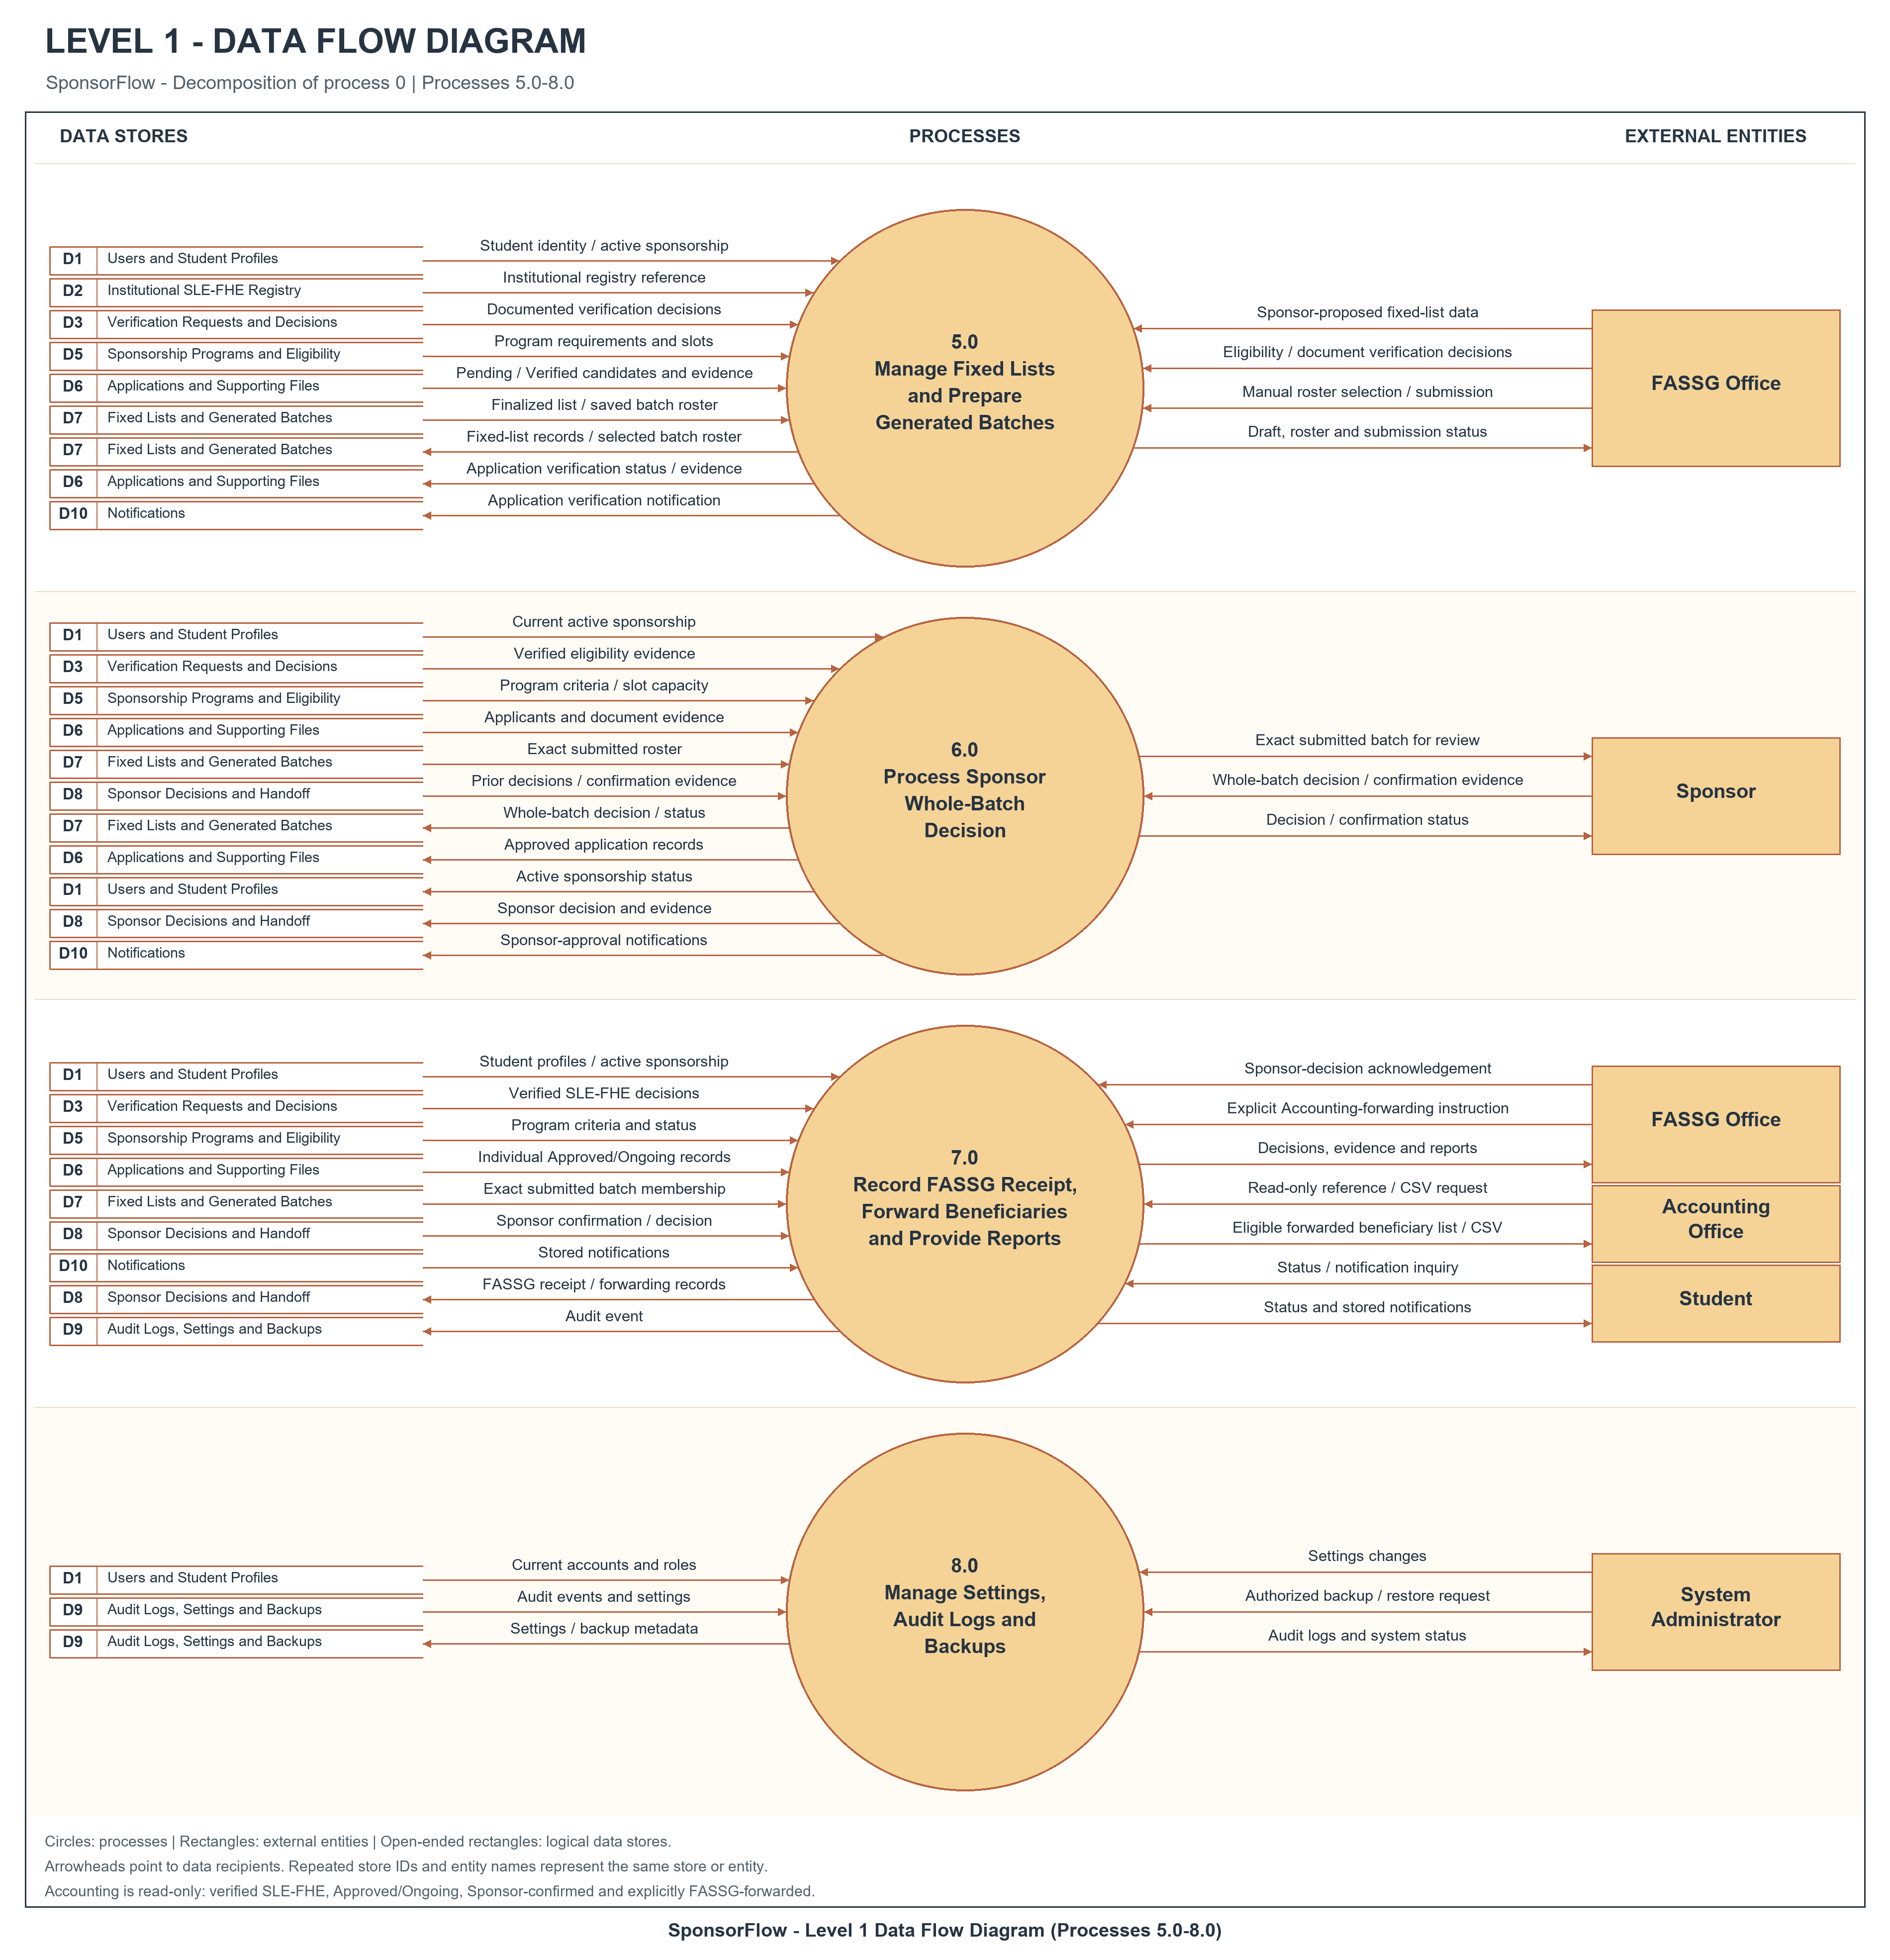 LEVEL 1 - DATA FLOW DIAGRAM
SponsorFlow - Decomposition of process 0 | Processes 5.0-8.0
DATA STORES
PROCESSES
EXTERNAL ENTITIES
D1 Users and Student Profiles
Student identity / active sponsorship
D2 Institutional SLE-FHE Registry
Institutional registry reference
D3 Verification Requests and Decisions
Documented verification decisions
D5 Sponsorship Programs and Eligibility
Program requirements and slots
D6 Applications and Supporting Files
Pending / Verified candidates and evidence
D7 Fixed Lists and Generated Batches
Finalized list / saved batch roster
D7 Fixed Lists and Generated Batches
Fixed-list records / selected batch roster
D6 Applications and Supporting Files
Application verification status / evidence
D10 Notifications
Application verification notification
5.0
Manage Fixed Lists
and Prepare
Generated Batches
Sponsor-proposed fixed-list data
Eligibility / document verification decisions
Manual roster selection / submission
Draft, roster and submission status
FASSG Office
D1 Users and Student Profiles
Current active sponsorship
D3 Verification Requests and Decisions
Verified eligibility evidence
D5 Sponsorship Programs and Eligibility
Program criteria / slot capacity
D6 Applications and Supporting Files
Applicants and document evidence
D7 Fixed Lists and Generated Batches
Exact submitted roster
D8 Sponsor Decisions and Handoff
Prior decisions / confirmation evidence
D7 Fixed Lists and Generated Batches
Whole-batch decision / status
D6 Applications and Supporting Files
Approved application records
D1 Users and Student Profiles
Active sponsorship status
D8 Sponsor Decisions and Handoff
Sponsor decision and evidence
D10 Notifications
Sponsor-approval notifications
6.0
Process Sponsor
Whole-Batch
Decision
Exact submitted batch for review
Whole-batch decision / confirmation evidence
Decision / confirmation status
Sponsor
D1 Users and Student Profiles
Student profiles / active sponsorship
D3 Verification Requests and Decisions
Verified SLE-FHE decisions
D5 Sponsorship Programs and Eligibility
Program criteria and status
D6 Applications and Supporting Files
Individual Approved/Ongoing records
D7 Fixed Lists and Generated Batches
Exact submitted batch membership
D8 Sponsor Decisions and Handoff
Sponsor confirmation / decision
D10 Notifications
Stored notifications
D8 Sponsor Decisions and Handoff
FASSG receipt / forwarding records
D9 Audit Logs, Settings and Backups
Audit event
7.0
Record FASSG Receipt,
Forward Beneficiaries
and Provide Reports
Sponsor-decision acknowledgement
Explicit Accounting-forwarding instruction
Decisions, evidence and reports
Read-only reference / CSV request
Eligible forwarded beneficiary list / CSV
Status / notification inquiry
Status and stored notifications
FASSG Office
Accounting
Office
Student
D1 Users and Student Profiles
Current accounts and roles
D9 Audit Logs, Settings and Backups
Audit events and settings
D9 Audit Logs, Settings and Backups
Settings / backup metadata
8.0
Manage Settings,
Audit Logs and
Backups
Settings changes
Authorized backup / restore request
Audit logs and system status
System
Administrator
Circles: processes | Rectangles: external entities | Open-ended rectangles: logical data stores.
Arrowheads point to data recipients. Repeated store IDs and entity names represent the same store or entity.
Accounting is read-only: verified SLE-FHE, Approved/Ongoing, Sponsor-confirmed and explicitly FASSG-forwarded.
SponsorFlow - Level 1 Data Flow Diagram (Processes 5.0-8.0)